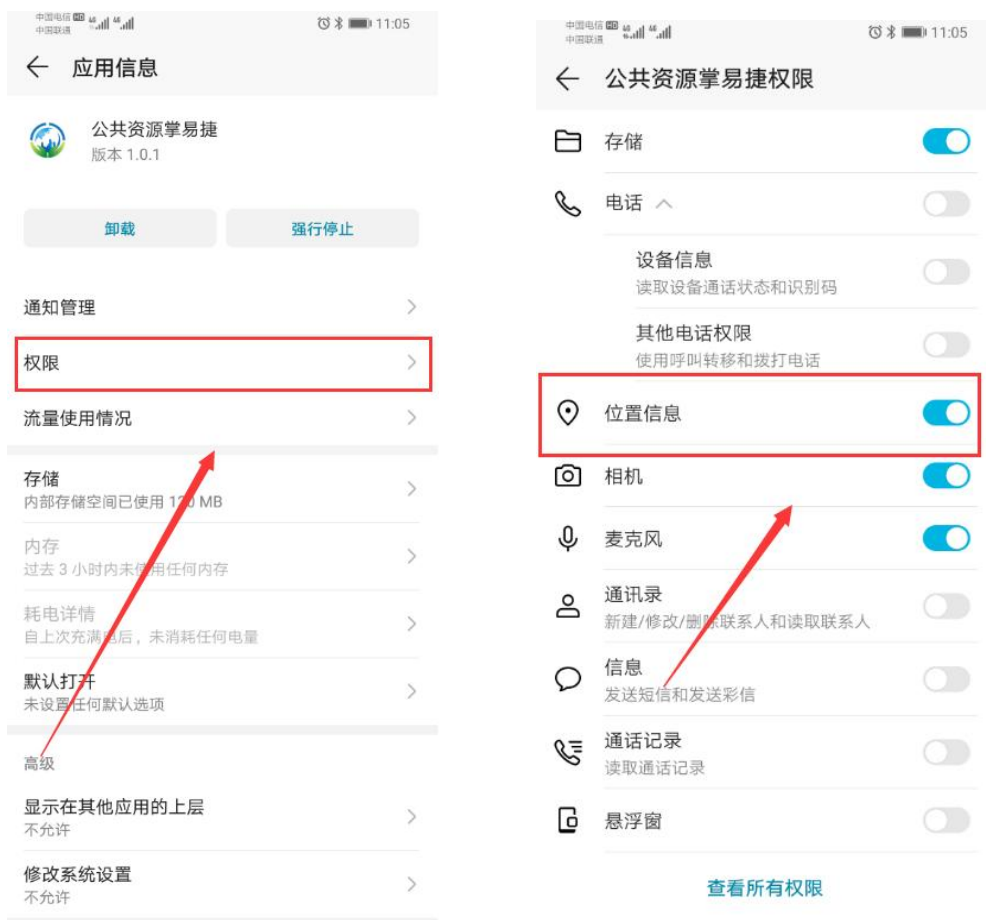 中国电信 HD 46 46
中国联通
11:05
应用信息
公共资源掌易捷
版本 1.0.1
卸载
强行停止
通知管理
权限
流量使用情况
存储
内部存储空间已使用 120 MB
内存
过去 3 小时内未使用任何内存
耗电详情
自上次充满电后，未消耗任何电量
默认打开
未设置任何默认选项
高级
显示在其他应用的上层
不允许
修改系统设置
不允许
中国电信 HD 46 46
中国联通
11:05
公共资源掌易捷权限
存储
电话
设备信息
读取设备通话状态和识别码
其他电话权限
使用呼叫转移和拨打电话
位置信息
相机
麦克风
通讯录
新建/修改/删除联系人和读取联系人
信息
发送短信和发送彩信
通话记录
读取通话记录
悬浮窗
查看所有权限